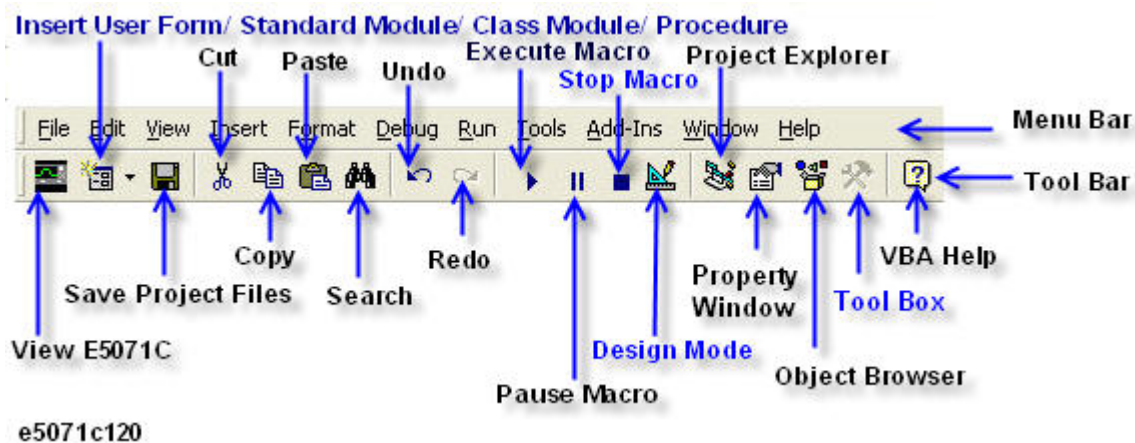 Insert User Form/ Standard Module/ Class Module/ Procedure
Cut
Paste
Undo
Execute Macro
Project Explorer
Stop Macro
File Edit View Insert Format Debug Run Tools Add-Ins Window Help
Menu Bar
Tool Bar
Copy
Redo
VBA Help
Save Project Files
Search
Property
Window
Tool Box
View E5071C
Design Mode
Object Browser
Pause Macro
e5071c120